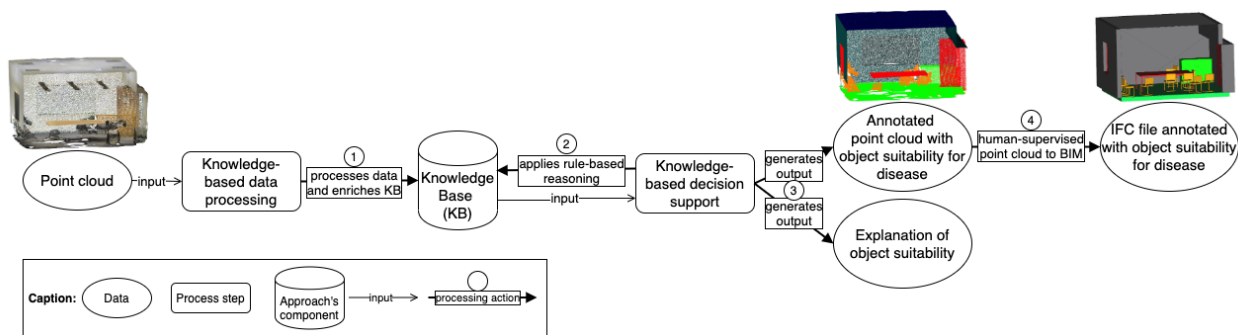 Point cloud
input
Knowledge-
based data
processing
1
processes data
and enriches KB
Knowledge
Base
(KB)
2
applies rule-based
reasoning
input
Knowledge-
based decision
support
generates
output
3
generates
output
Annotated
point cloud with
object suitability for
disease
Explanation of
object suitability
4
human-supervised
point cloud to BIM
IFC file annotated
with object suitability
for disease
Caption:
Data
Process step
Approach's
component
input
processing action